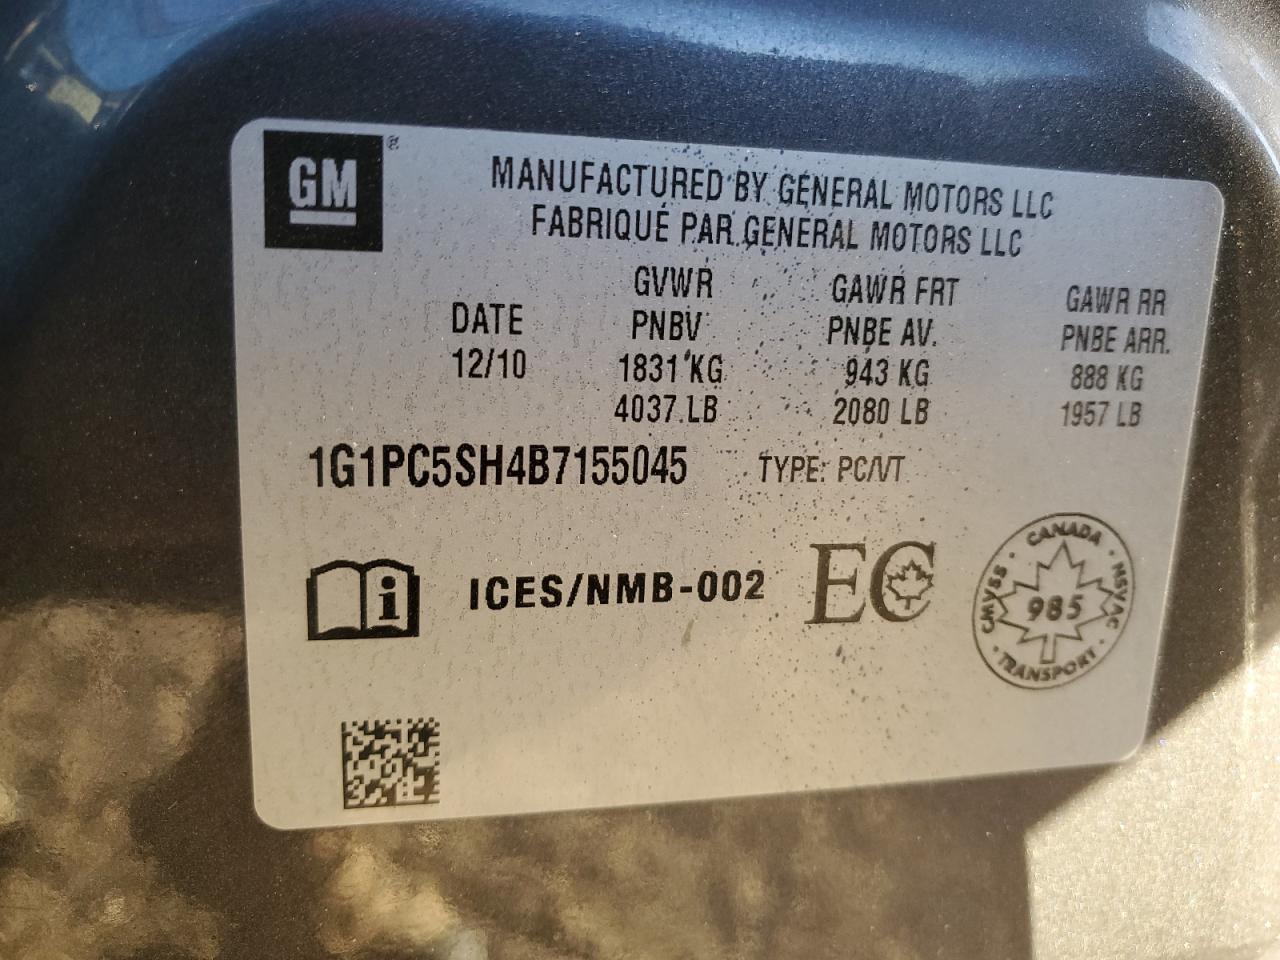 GM ®
MANUFACTURED BY GENERAL MOTORS LLC
FABRIQUÉ PAR GENERAL MOTORS LLC
DATE
12/10
GVWR
PNBV
1831 KG
4037 LB
GAWR FRT
PNBE AV.
943 KG
2080 LB
GAWR RR
PNBE ARR.
888 KG
1957 LB
1G1PC5SH4B7155045 TYPE: PC/VT
i ICES/NMB-002 EC
CANADA
CMVSS · NSVAC
985
TRANSPORT